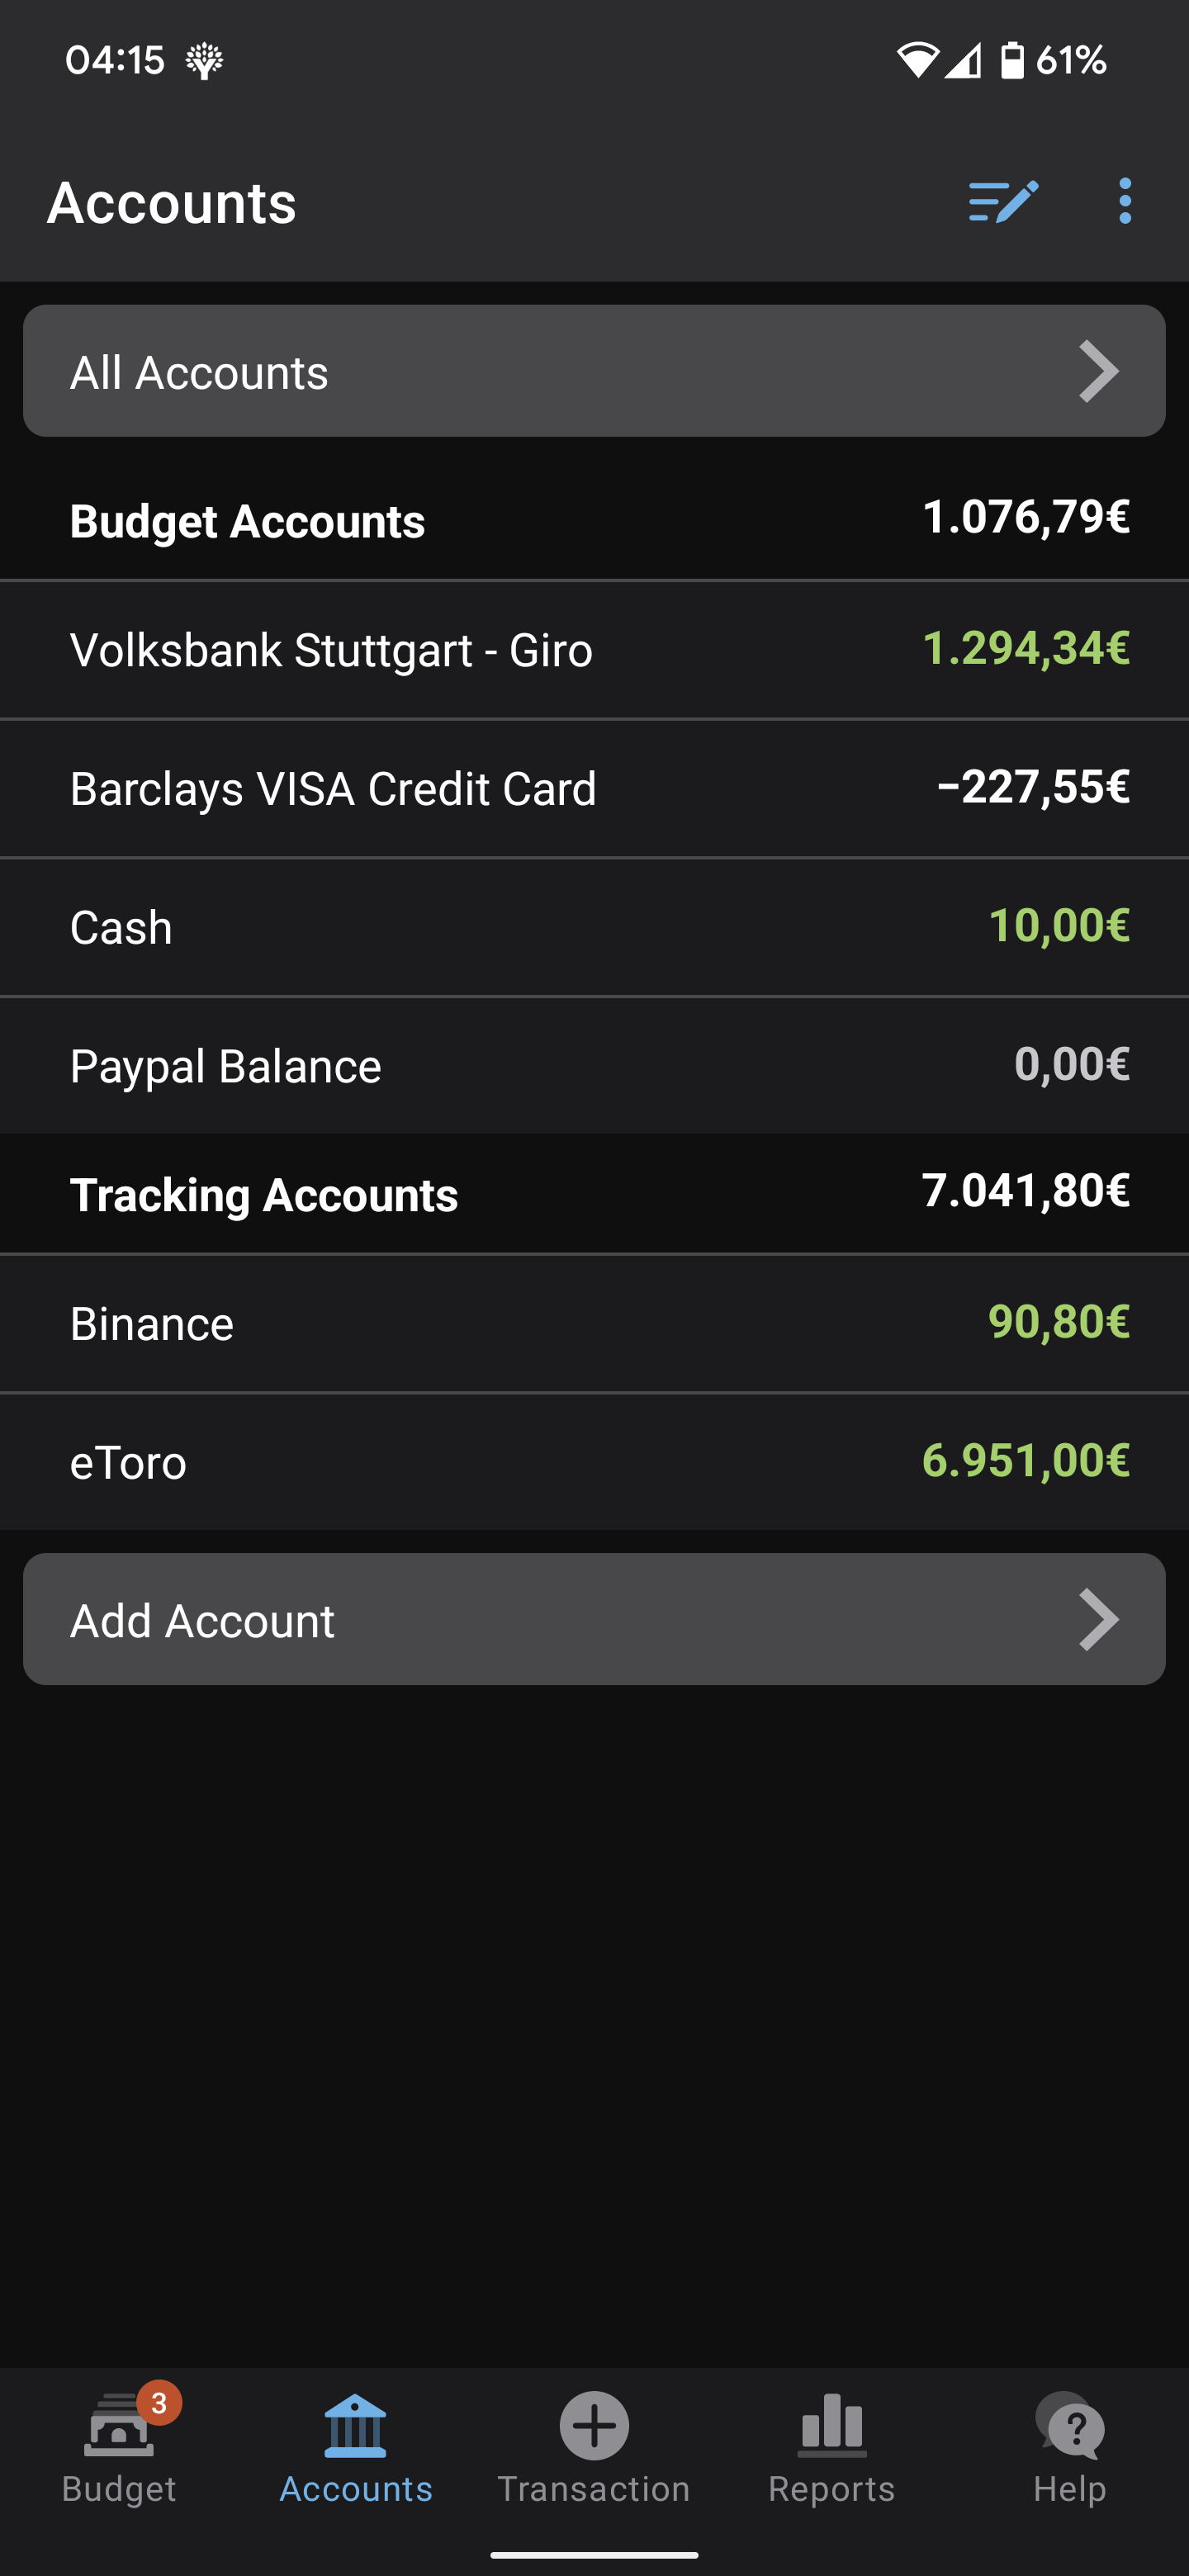 04:15 61%
Accounts
All Accounts
Budget Accounts 1.076,79€
Volksbank Stuttgart - Giro 1.294,34€
Barclays VISA Credit Card −227,55€
Cash 10,00€
Paypal Balance 0,00€
Tracking Accounts 7.041,80€
Binance 90,80€
eToro 6.951,00€
Add Account
3
?
Budget Accounts Transaction Reports Help